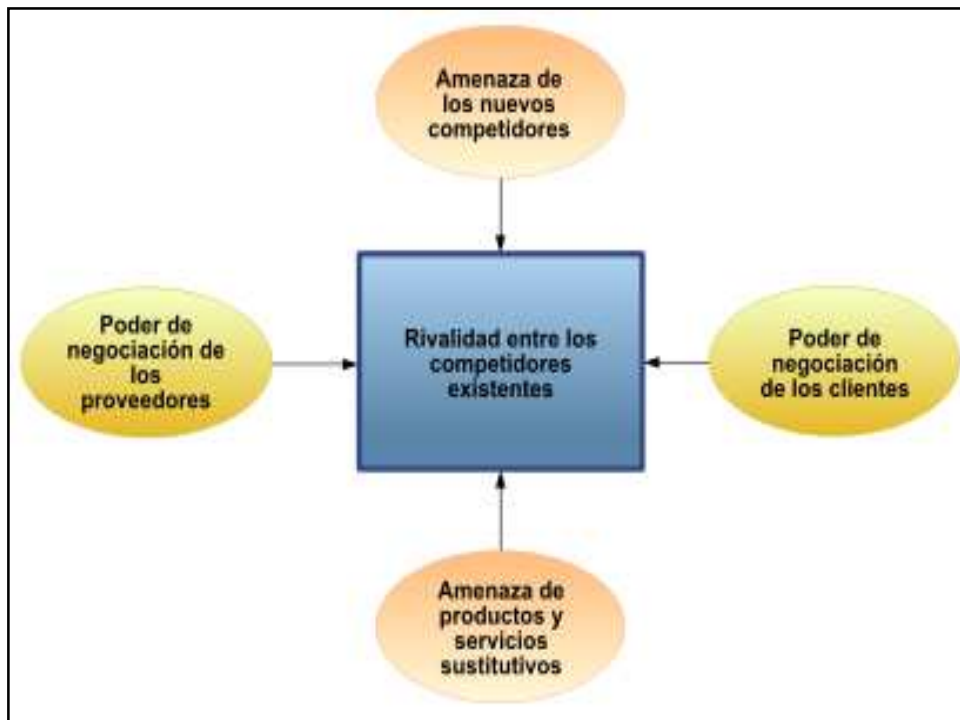 Amenaza de
los nuevos
competidores
Poder de
negociación de
los
proveedores
Rivalidad entre los
competidores
existentes
Poder de
negociación
de los clientes
Amenaza de
productos y
servicios
sustitutivos